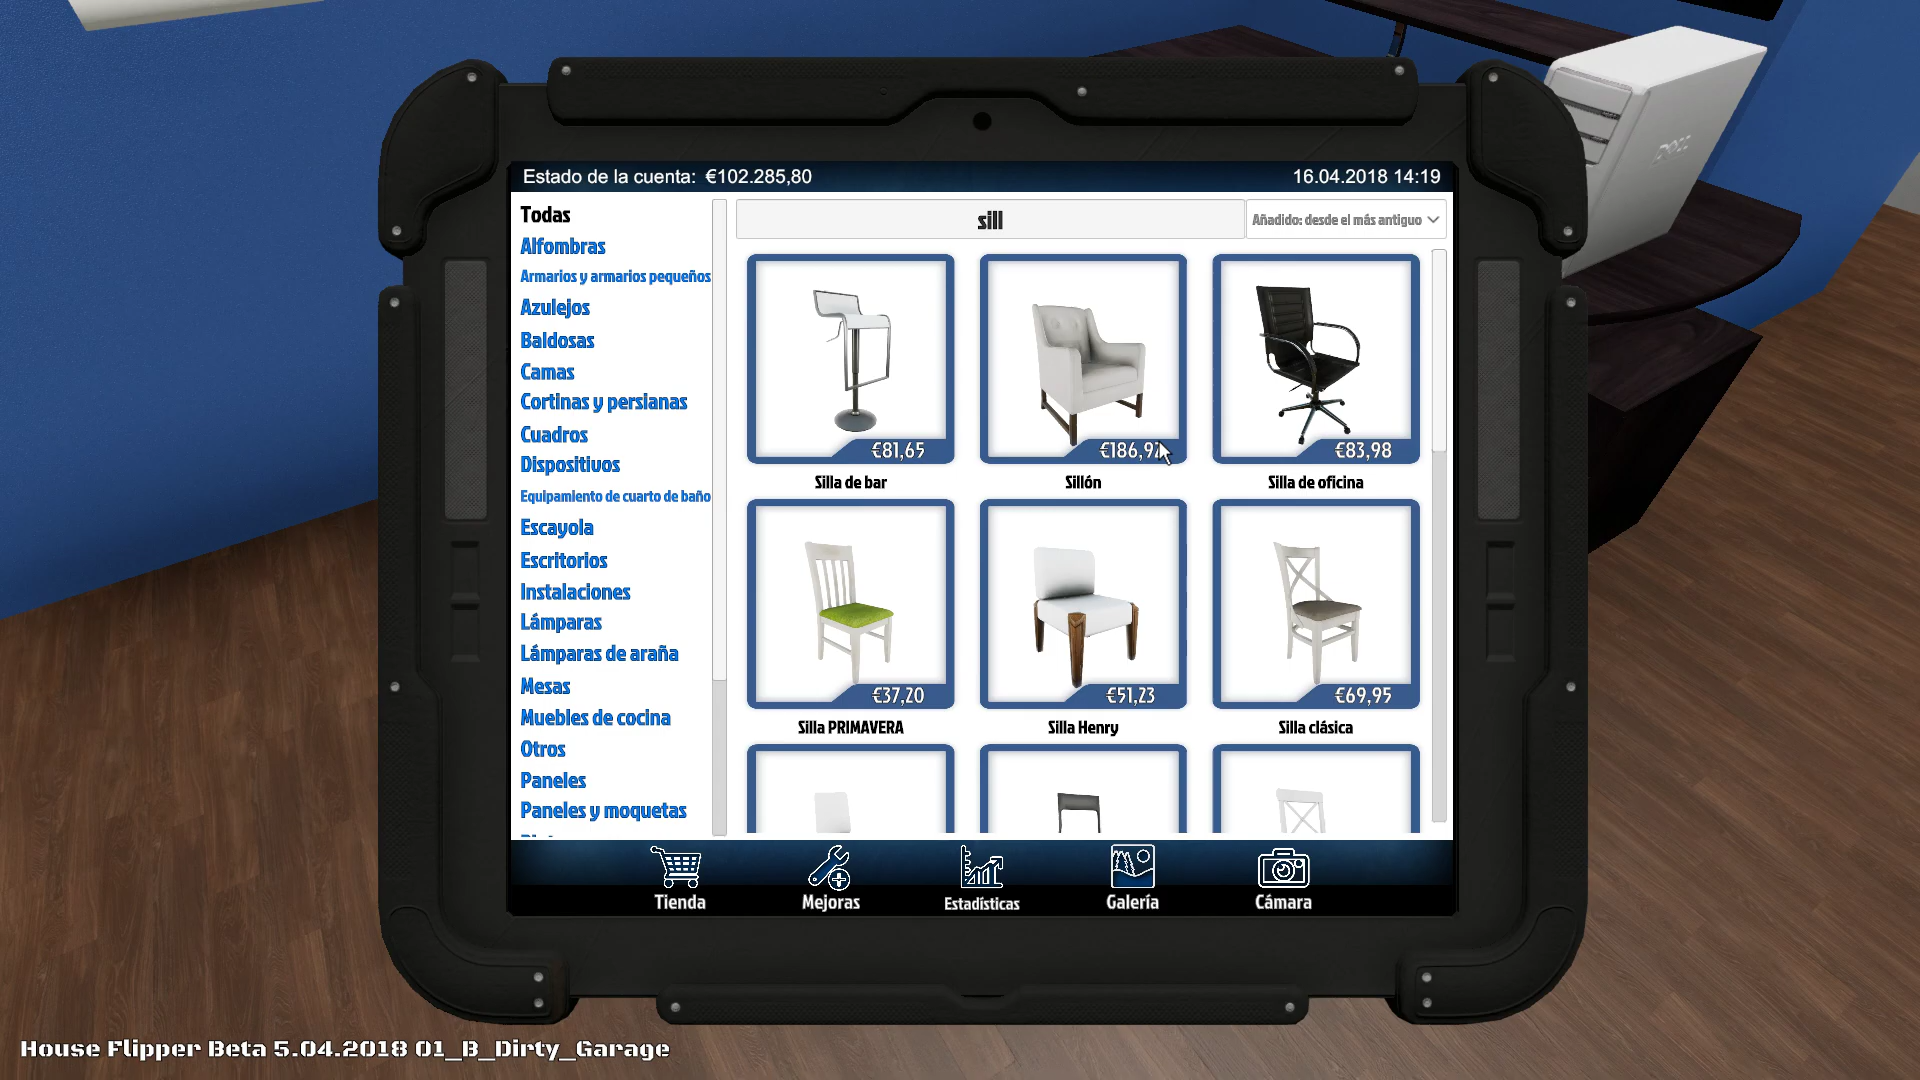 Estado de la cuenta: €102.285,80
16.04.2018 14:19
Todas
Alfombras
Armarios y armarios pequeños
Azulejos
Baldosas
Camas
Cortinas y persianas
Cuadros
Dispositivos
Equipamiento de cuarto de baño
Escayola
Escritorios
Instalaciones
Lámparas
Lámparas de araña
Mesas
Muebles de cocina
Otros
Paneles
Paneles y moquetas
sill
Añadido: desde el más antiguo
€81,65
€186,97
€83,98
Silla de bar
Sillón
Silla de oficina
€37,20
€51,23
€69,95
Silla PRIMAVERA
Silla Henry
Silla clásica
Tienda
Mejoras
Estadísticas
Galería
Cámara
DELL
House Flipper Beta 5.04.2018 01_B_Dirty_Garage